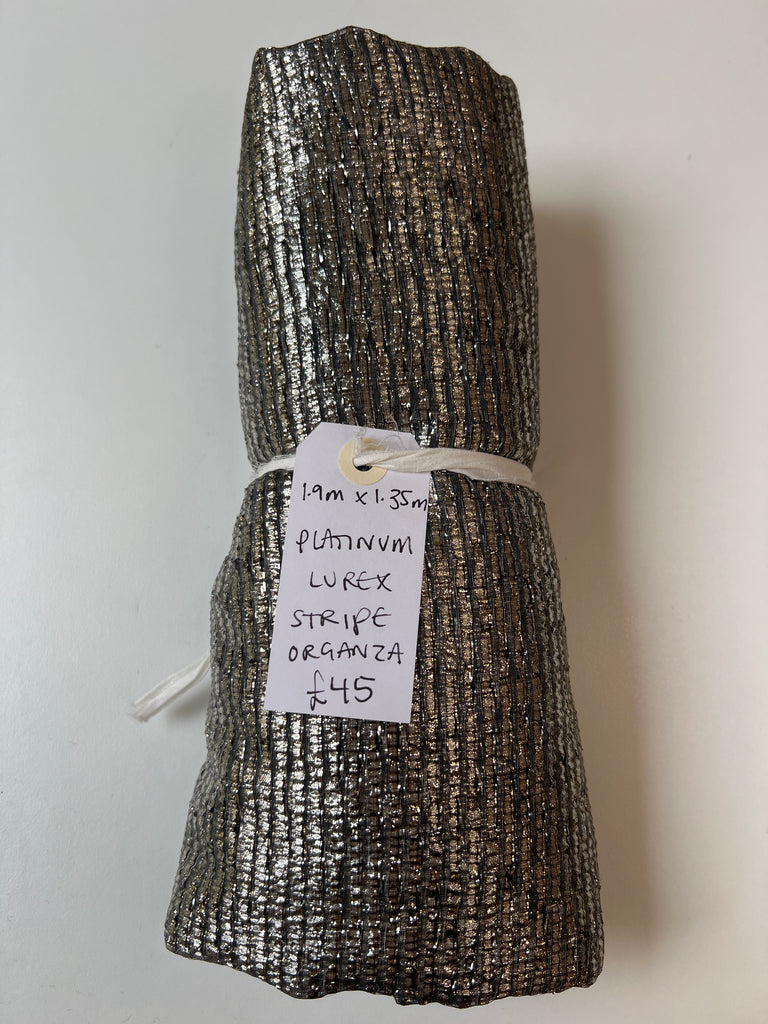 1.9m x 1.35m
PLATINUM
LUREX
STRIPE
ORGANZA
£45